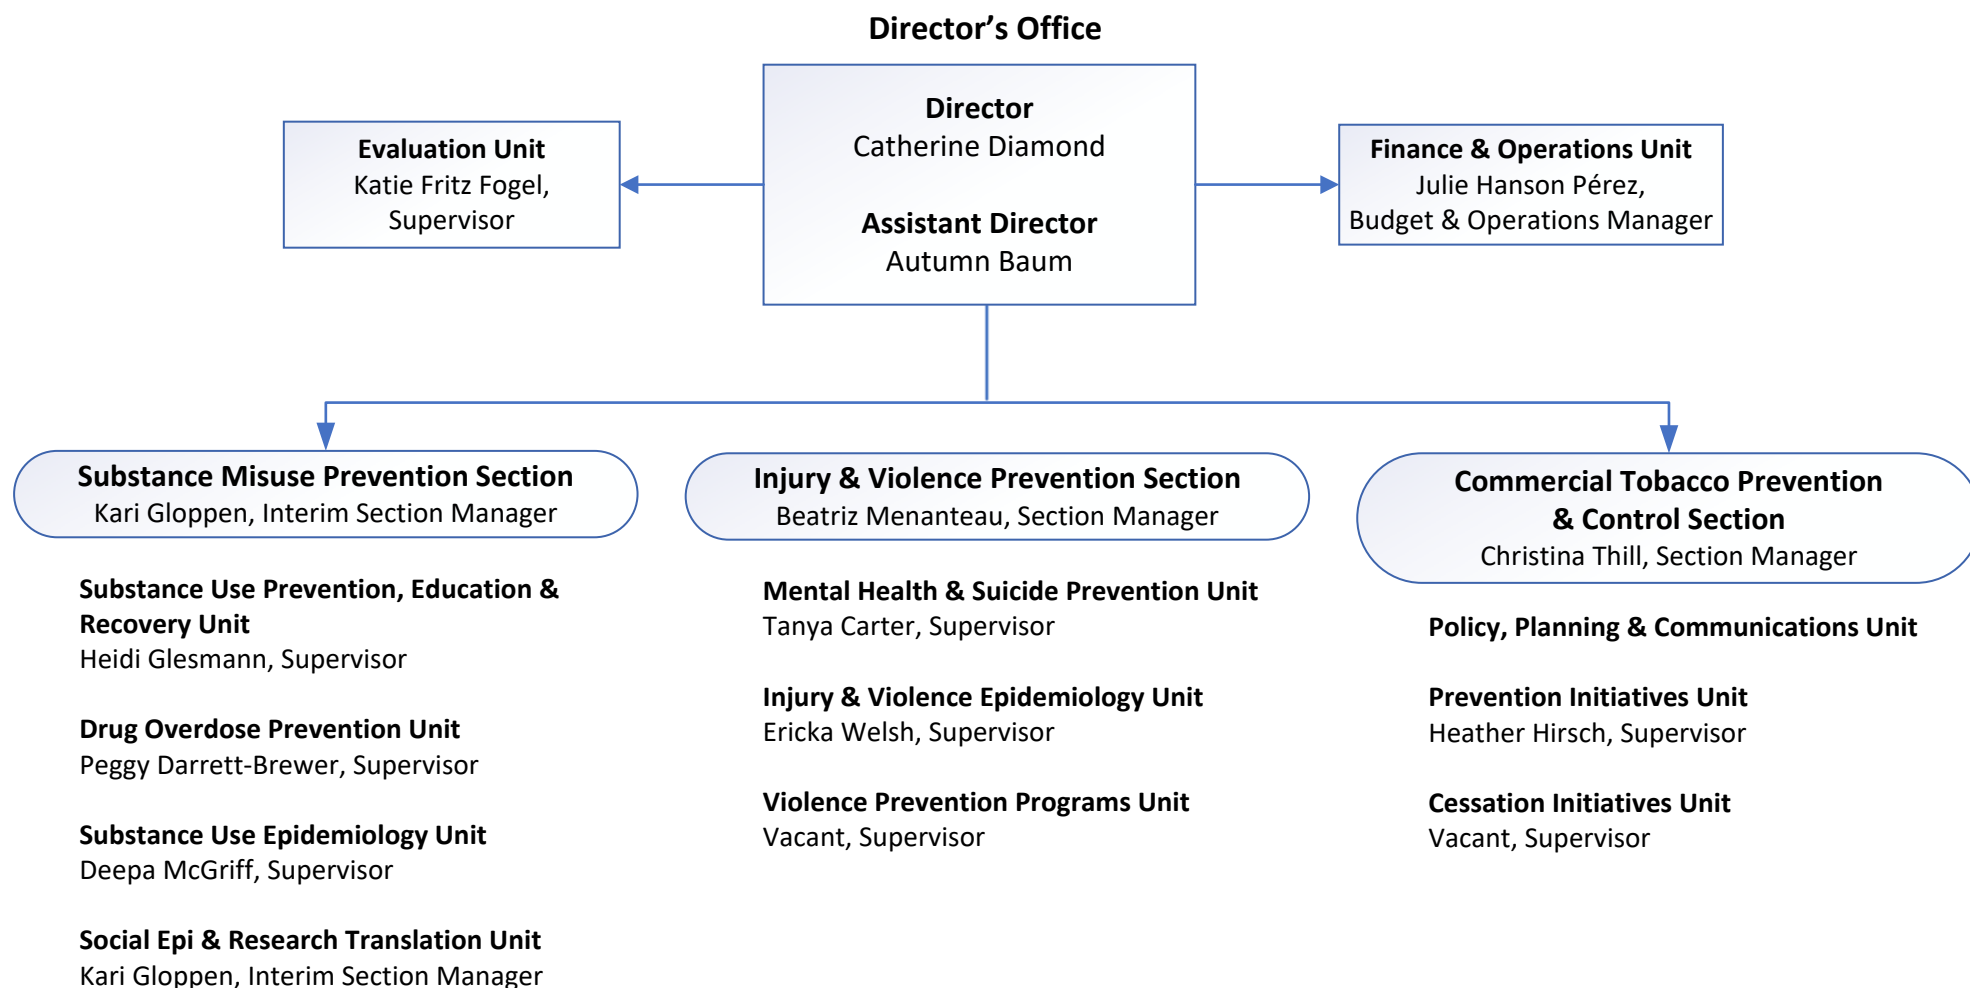 Director’s Office
Director
Catherine Diamond
Assistant Director
Autumn Baum
Evaluation Unit
Katie Fritz Fogel,
Supervisor
Finance & Operations Unit
Julie Hanson Pérez,
Budget & Operations Manager
Substance Misuse Prevention Section
Kari Gloppen, Interim Section Manager
Substance Use Prevention, Education &
Recovery Unit
Heidi Glesmann, Supervisor
Drug Overdose Prevention Unit
Peggy Darrett-Brewer, Supervisor
Substance Use Epidemiology Unit
Deepa McGriff, Supervisor
Social Epi & Research Translation Unit
Kari Gloppen, Interim Section Manager
Injury & Violence Prevention Section
Beatriz Menanteau, Section Manager
Mental Health & Suicide Prevention Unit
Tanya Carter, Supervisor
Injury & Violence Epidemiology Unit
Ericka Welsh, Supervisor
Violence Prevention Programs Unit
Vacant, Supervisor
Commercial Tobacco Prevention
& Control Section
Christina Thill, Section Manager
Policy, Planning & Communications Unit
Prevention Initiatives Unit
Heather Hirsch, Supervisor
Cessation Initiatives Unit
Vacant, Supervisor